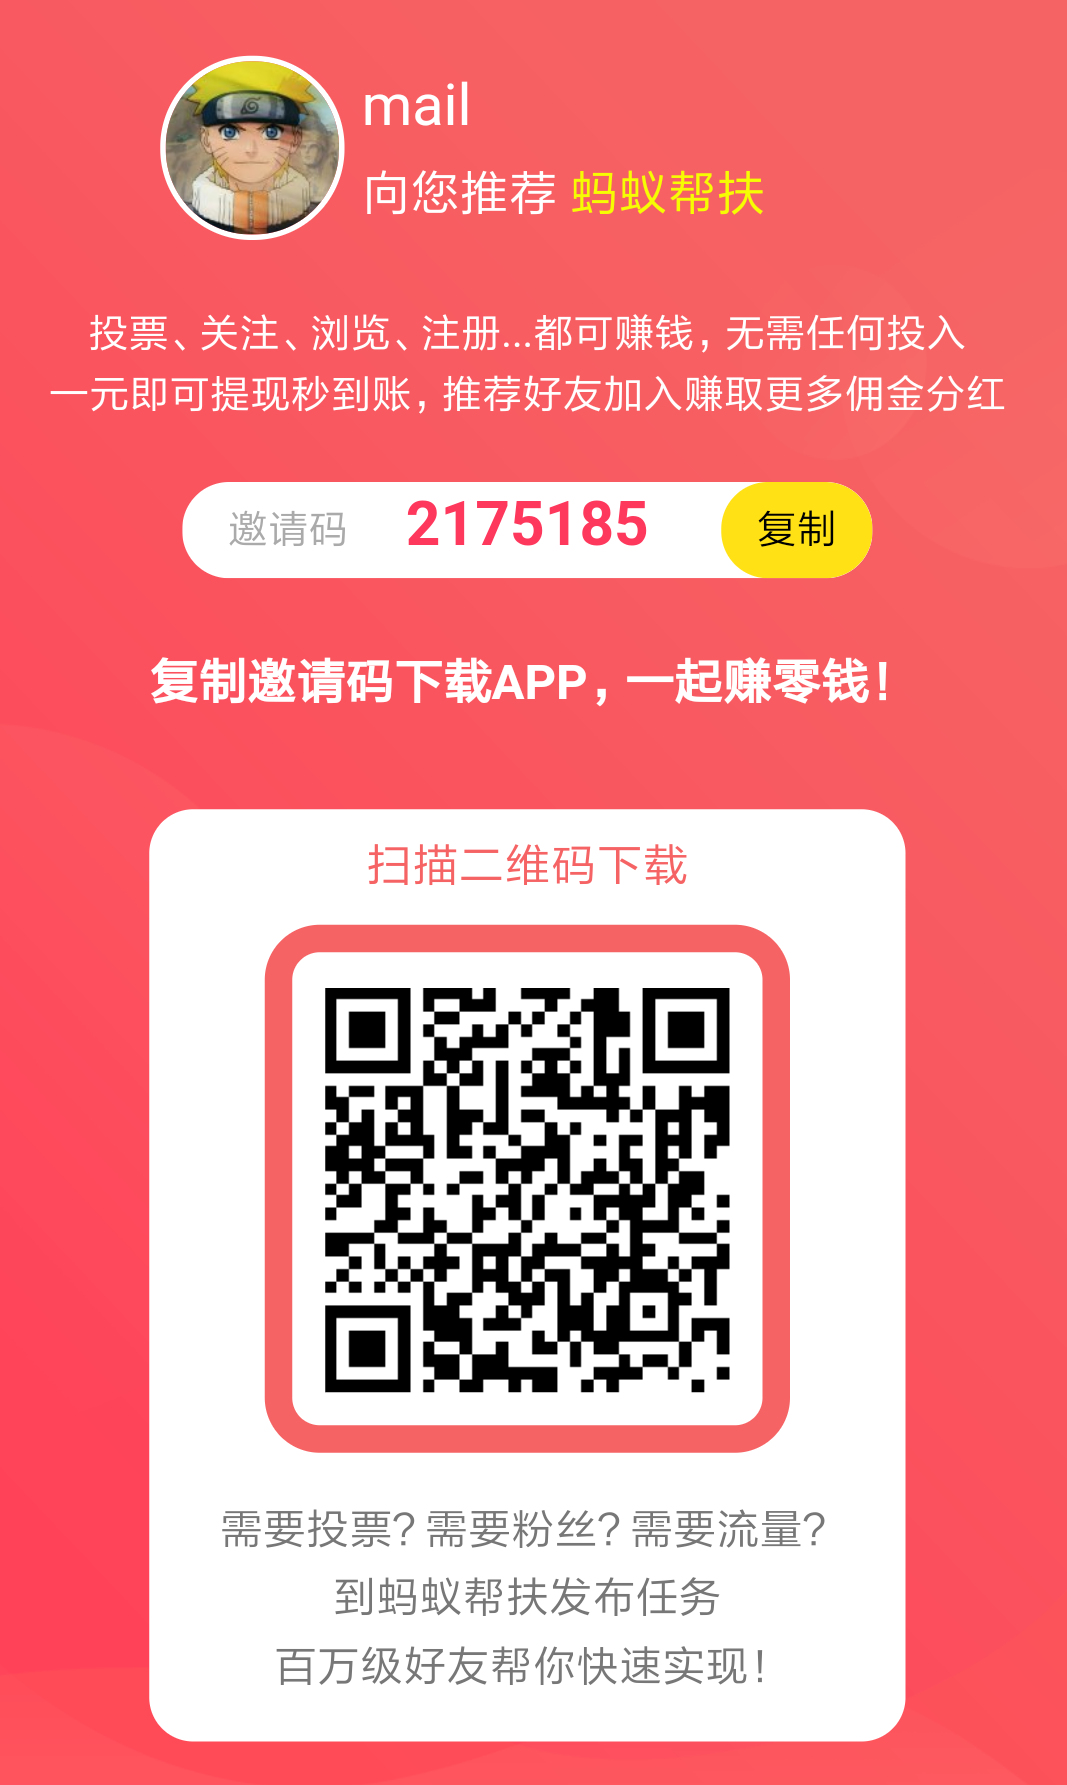 mail
向您推荐 蚂蚁帮扶
投票、关注、浏览、注册...都可赚钱，无需任何投入
一元即可提现秒到账，推荐好友加入赚取更多佣金分红
邀请码 2175185 复制
复制邀请码下载APP，一起赚零钱！
扫描二维码下载
需要投票？需要粉丝？需要流量？
到蚂蚁帮扶发布任务
百万级好友帮你快速实现！